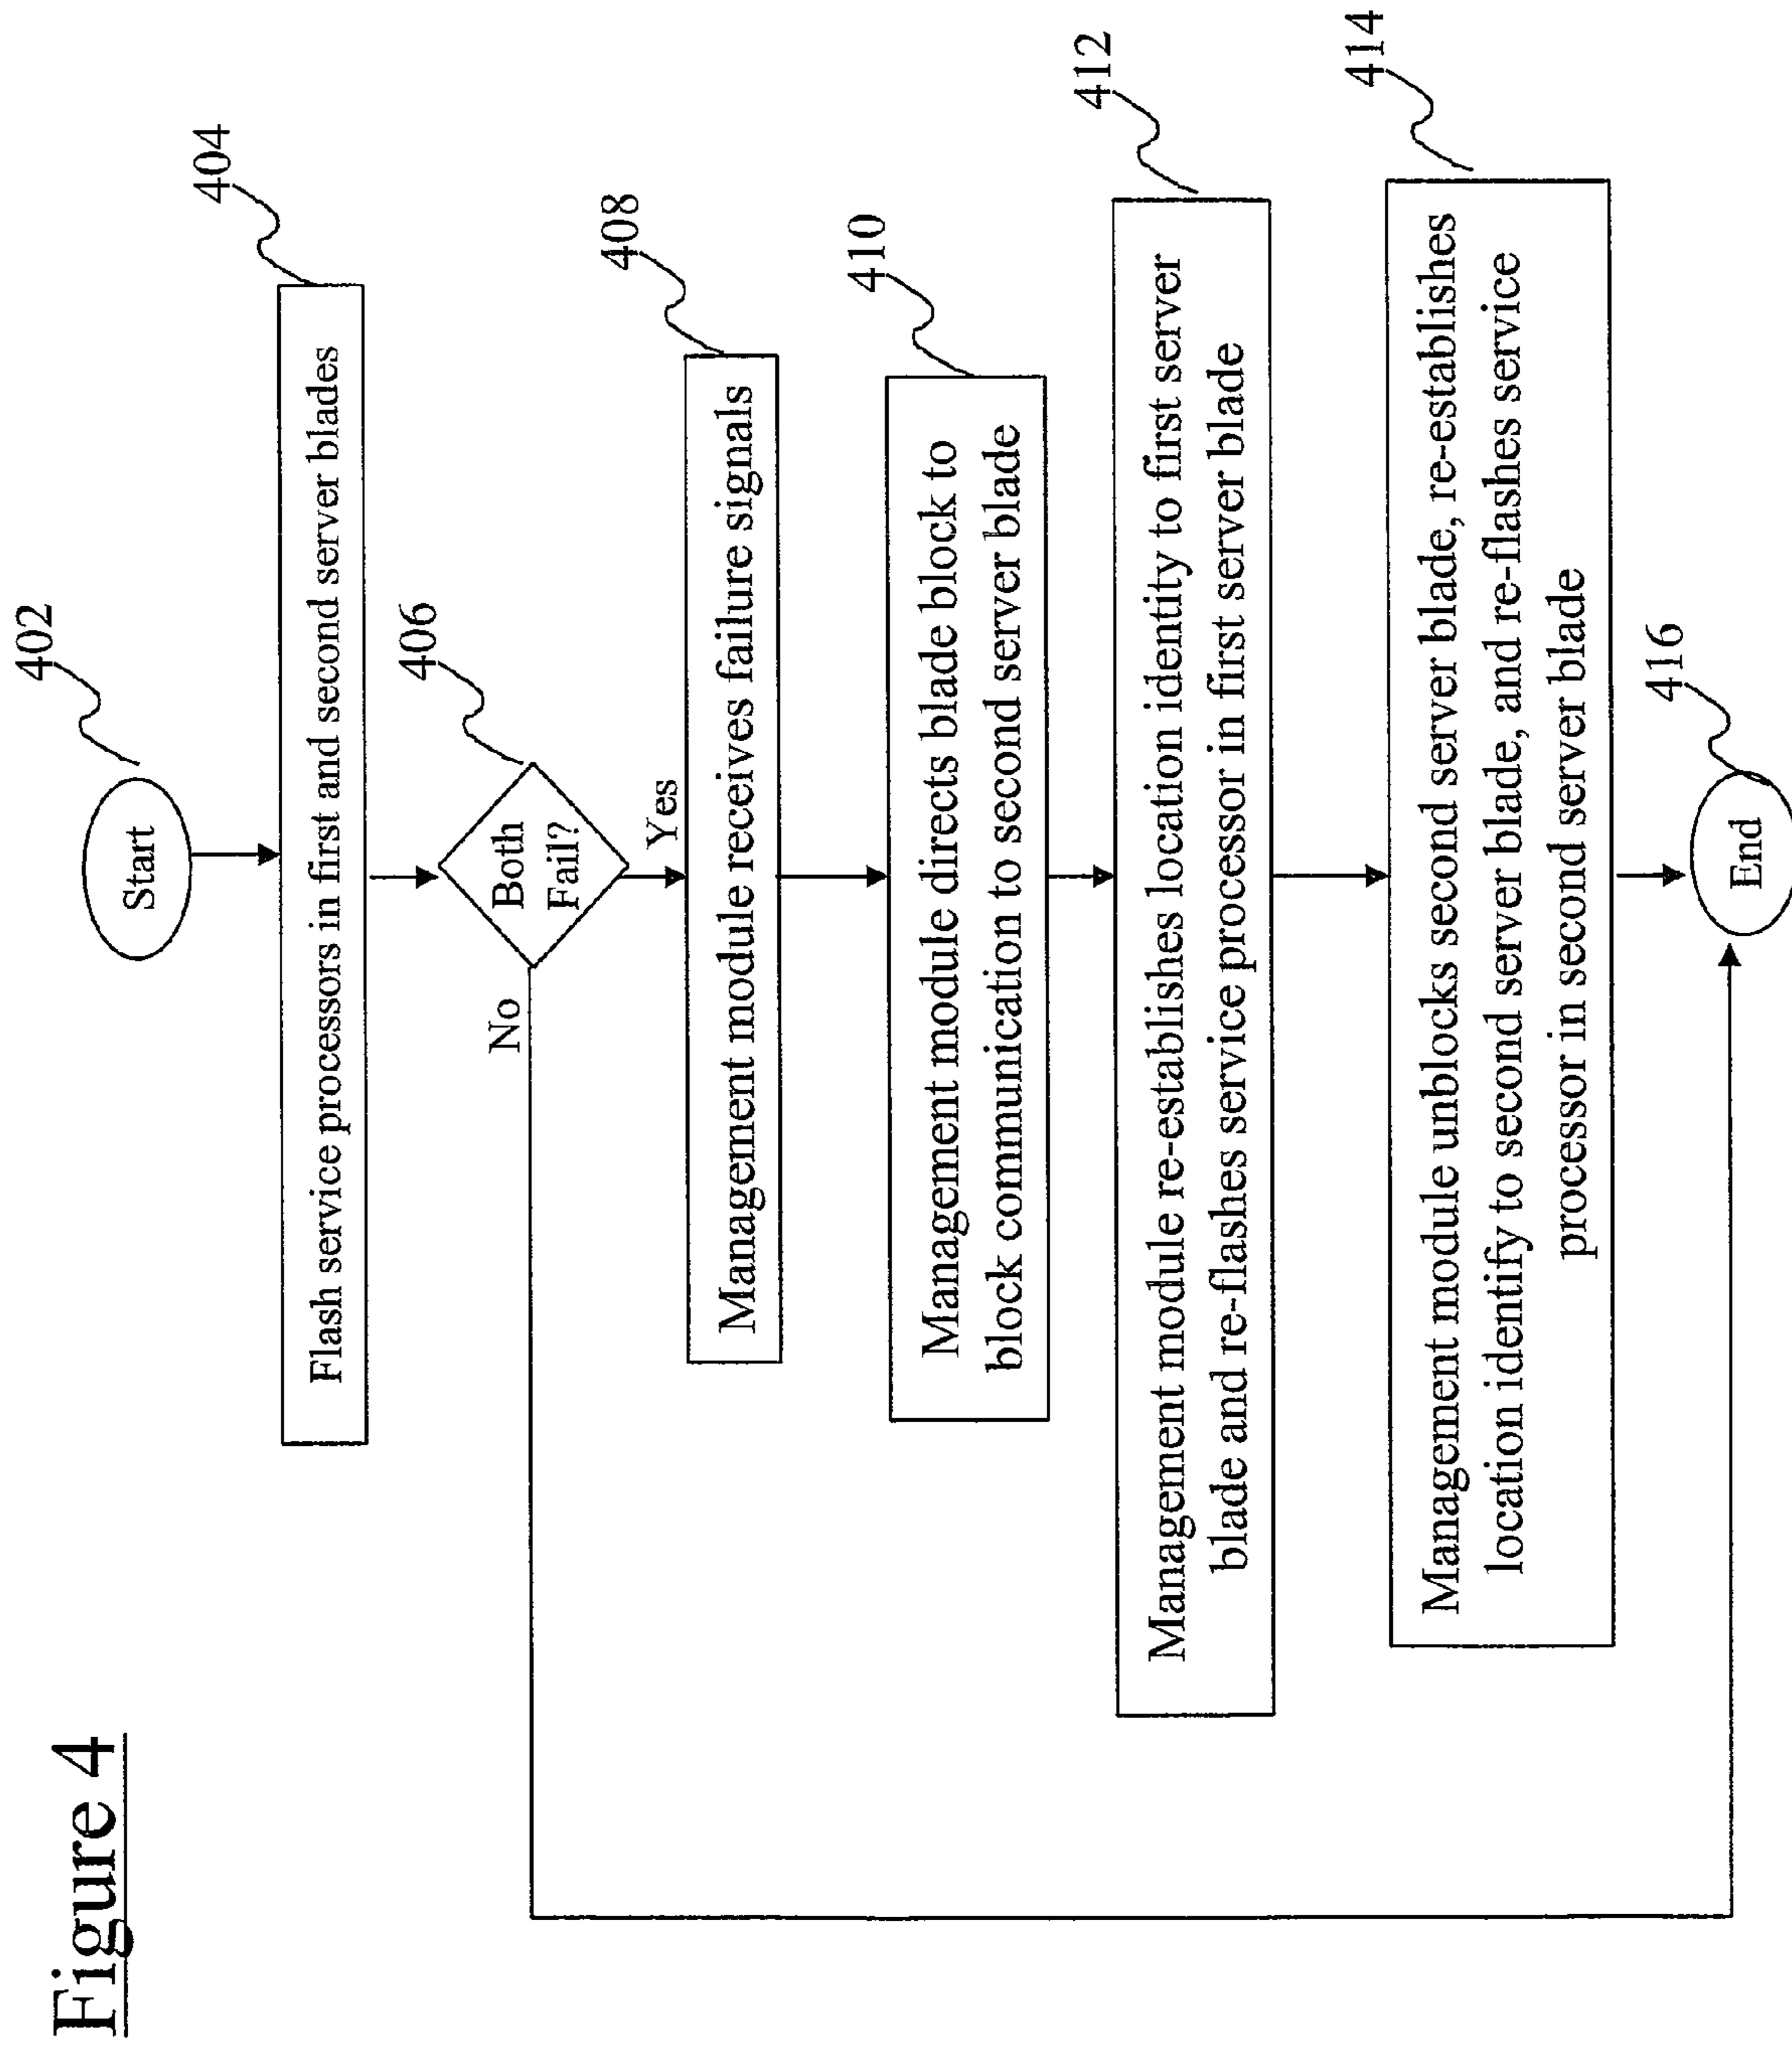 Figure 4
402
Start
404
Flash service processors in first and second server blades
406
Both
Fail?
No
Yes
408
Management module receives failure signals
410
Management module directs blade block to
block communication to second server blade
412
Management module re-establishes location identity to first server
blade and re-flashes service processor in first server blade
414
Management module unblocks second server blade, re-establishes
location identify to second server blade, and re-flashes service
processor in second server blade
416
End